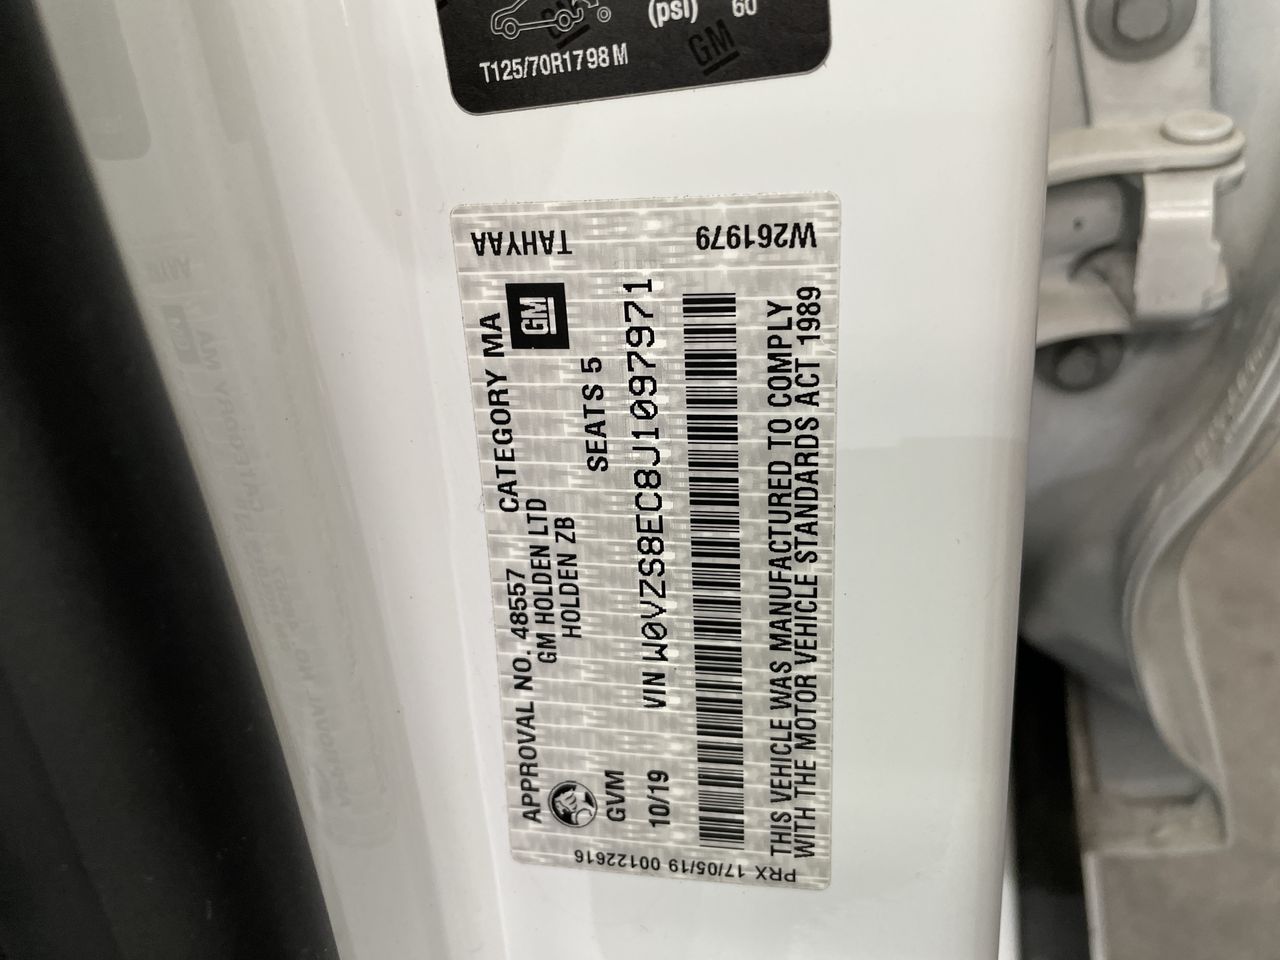 (psi) 60
T125/70R17 98 M
GM
TAHYAA
W261979
APPROVAL NO. 48557 CATEGORY MA
GM HOLDEN LTD
HOLDEN ZB
GM
GVM SEATS 5
10/19 VIN W0VZS8EC8J1097971
THIS VEHICLE WAS MANUFACTURED TO COMPLY
WITH THE MOTOR VEHICLE STANDARDS ACT 1989
PRX 17/05/19 00122616